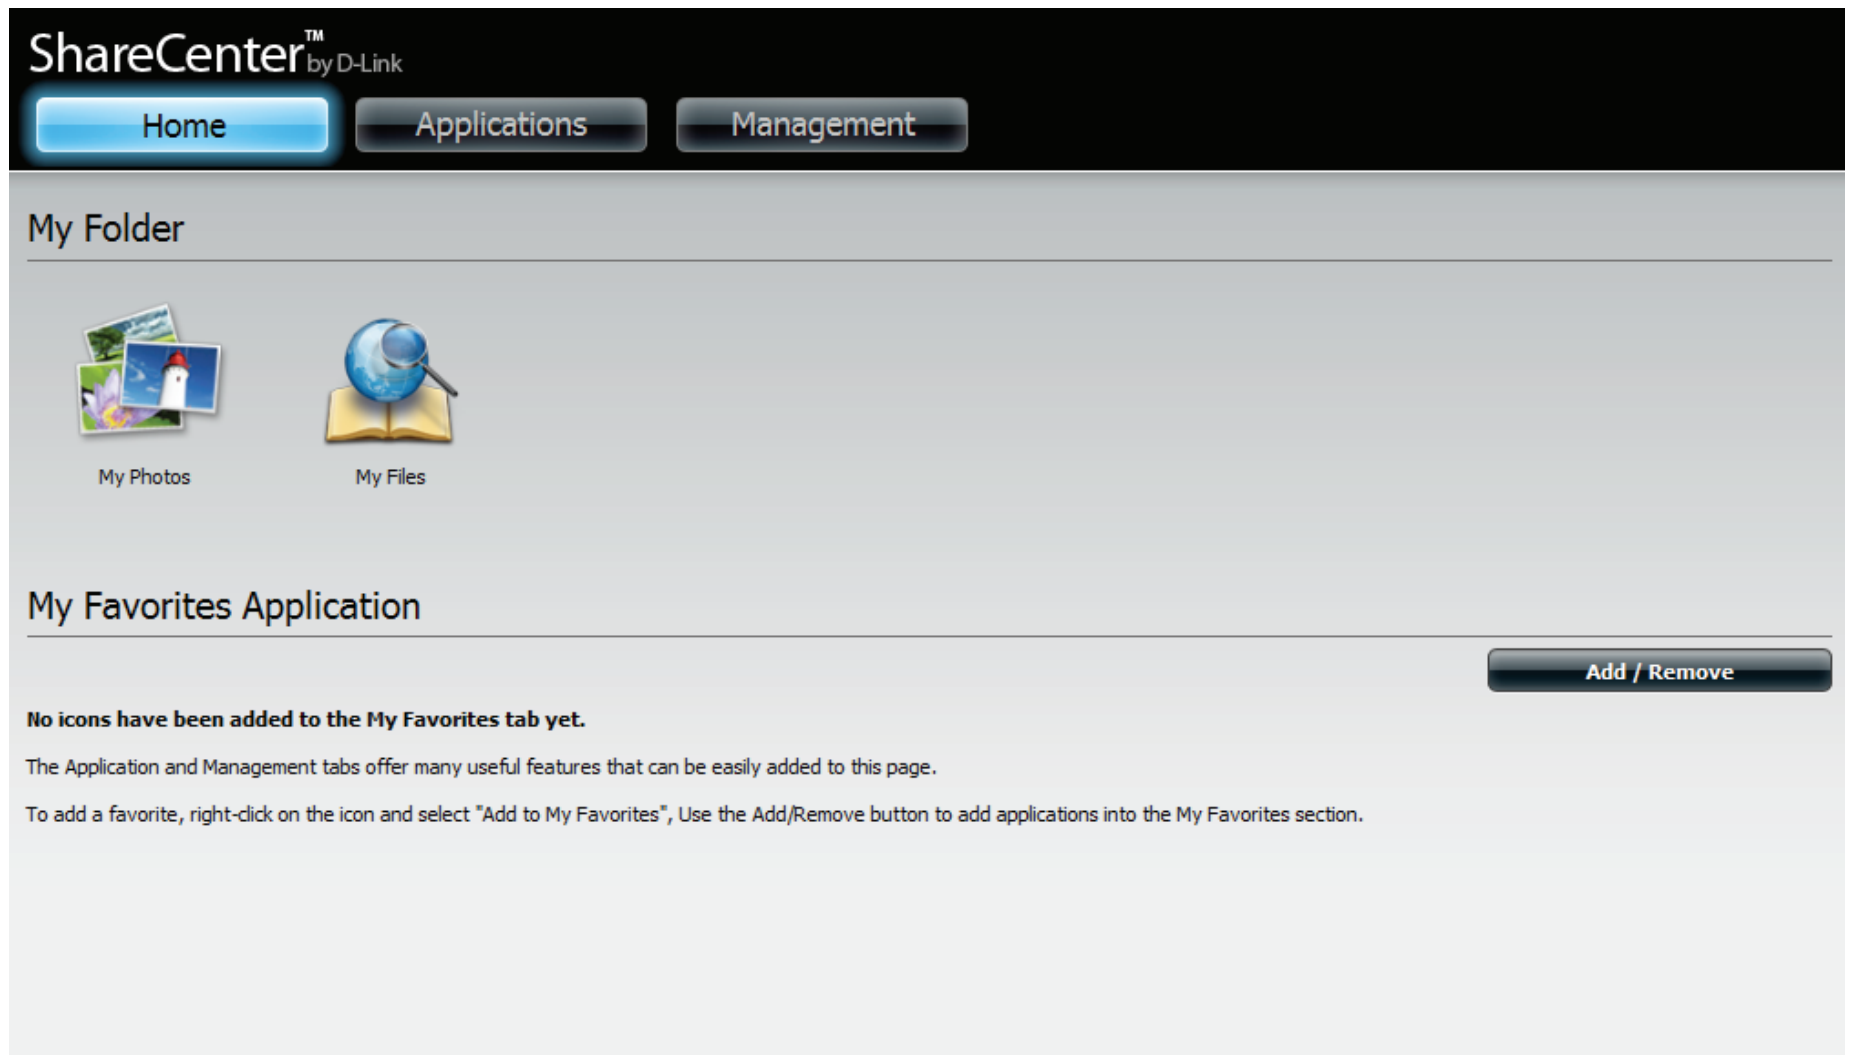 ShareCenter™ by D-Link
Home Applications Management
My Folder
My Photos My Files
My Favorites Application
Add / Remove
No icons have been added to the My Favorites tab yet.
The Application and Management tabs offer many useful features that can be easily added to this page.
To add a favorite, right-click on the icon and select "Add to My Favorites", Use the Add/Remove button to add applications into the My Favorites section.